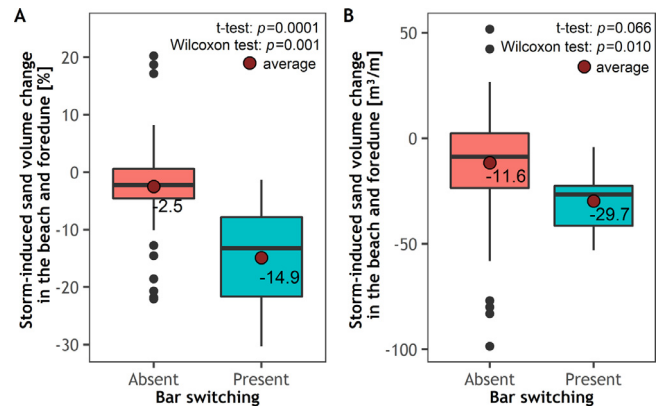 A
t-test: p=0.0001
Wilcoxon test: p=0.001
average
Storm-induced sand volume change
in the beach and foredune [%]
20
10
0
-10
-20
-30
-2.5
-14.9
Absent
Present
Bar switching
B
t-test: p=0.066
Wilcoxon test: p=0.010
average
Storm-induced sand volume change
in the beach and foredune [m³/m]
50
0
-50
-100
-11.6
-29.7
Absent
Present
Bar switching